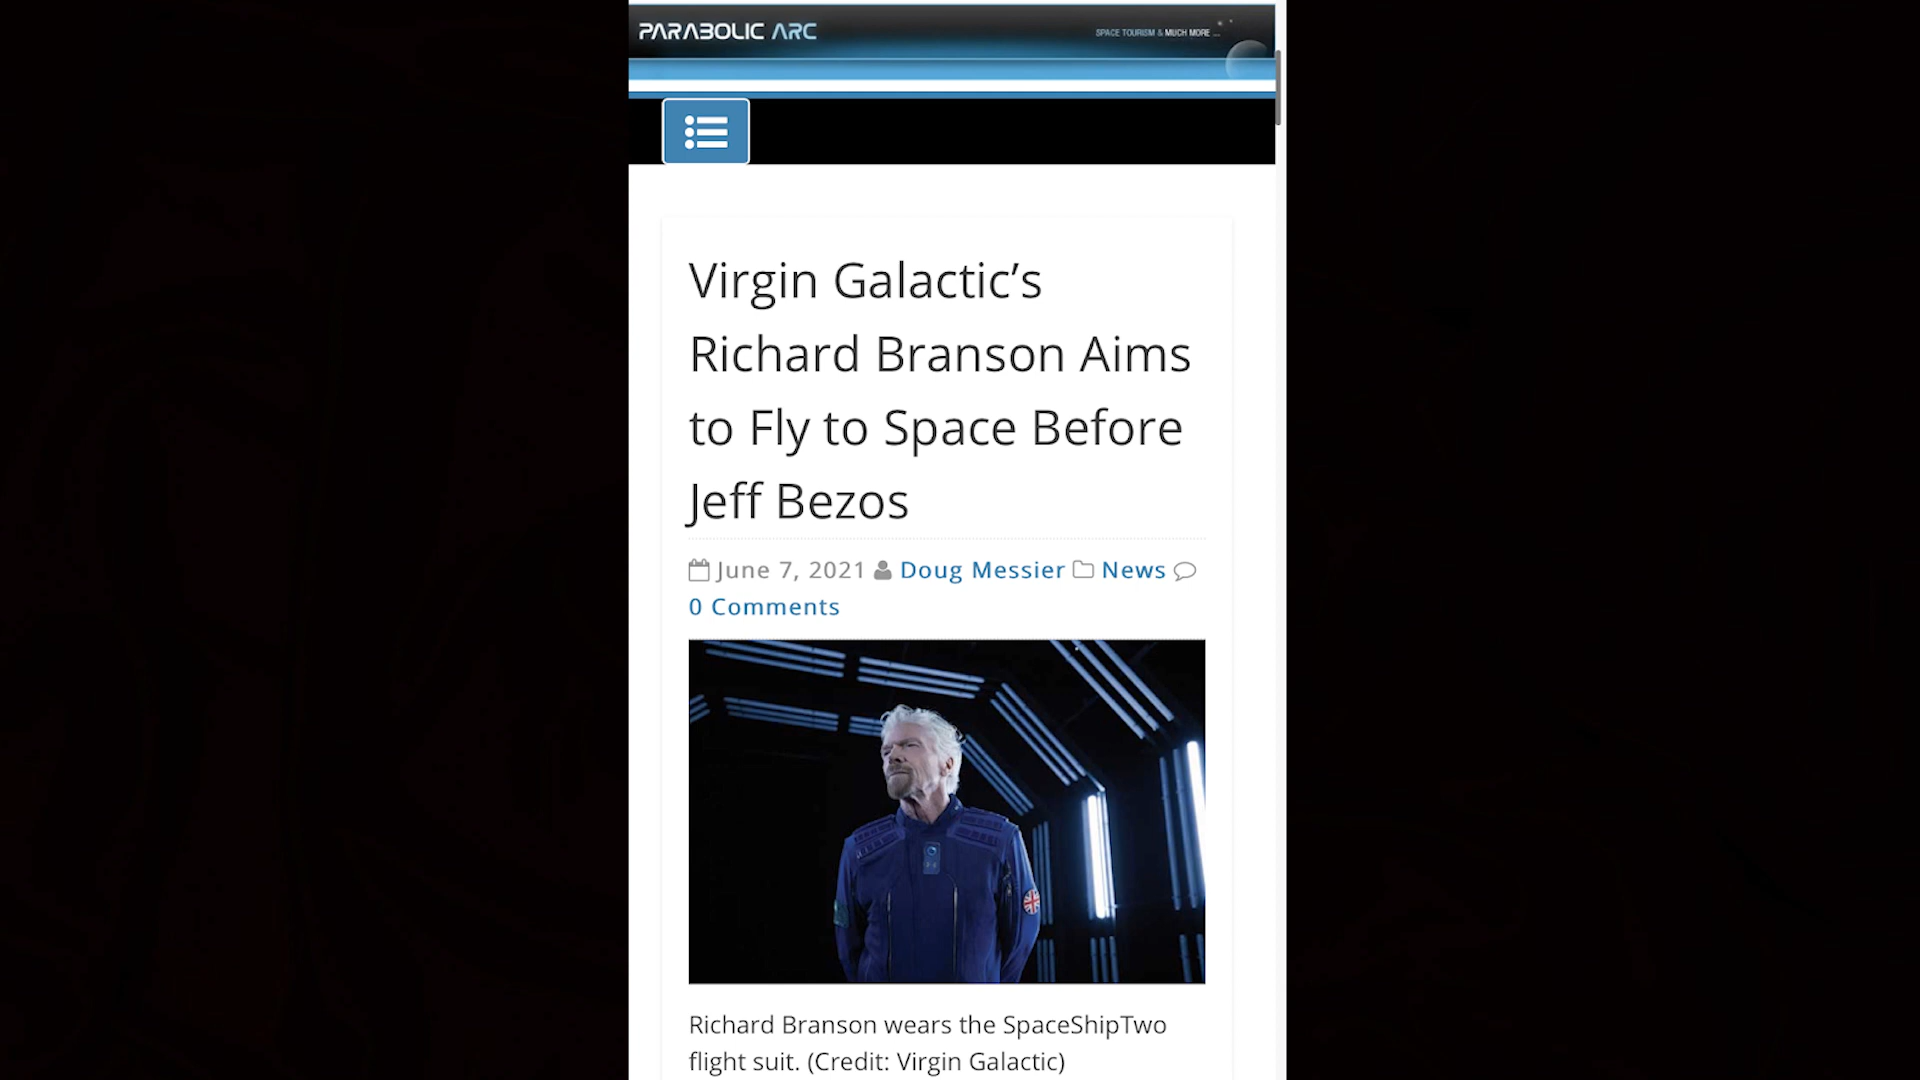 PARABOLIC ARC
SPACE TOURISM & MUCH MORE ...
Virgin Galactic’s
Richard Branson Aims
to Fly to Space Before
Jeff Bezos
June 7, 2021 Doug Messier News
0 Comments
Richard Branson wears the SpaceShipTwo
flight suit. (Credit: Virgin Galactic)